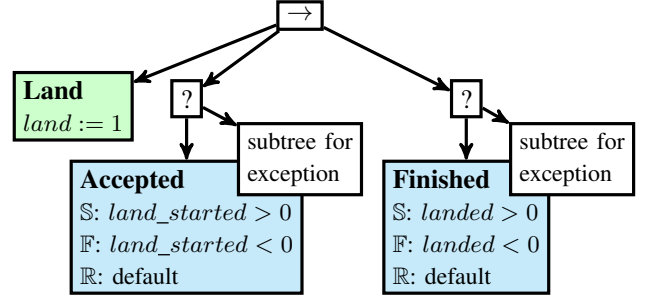 →
Land
land := 1
?
subtree for
exception
Accepted
𝕊: land_started > 0
𝔽: land_started < 0
ℝ: default
?
subtree for
exception
Finished
𝕊: landed > 0
𝔽: landed < 0
ℝ: default